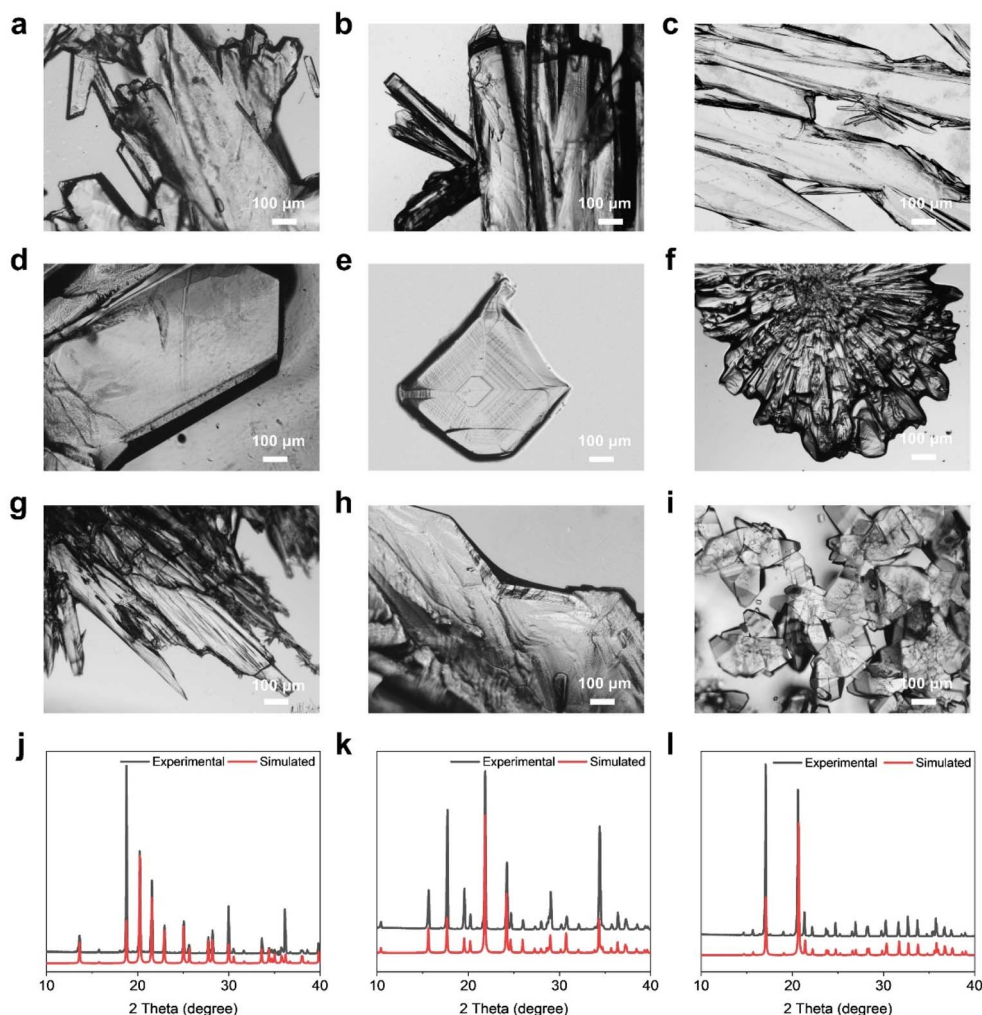 a b c
100 µm 100 µm 100 µm
d e f
100 µm 100 µm 100 µm
g h i
100 µm 100 µm 100 µm
j k l
Experimental Simulated Experimental Simulated Experimental Simulated
10 20 30 40 10 20 30 40 10 20 30 40
2 Theta (degree) 2 Theta (degree) 2 Theta (degree)